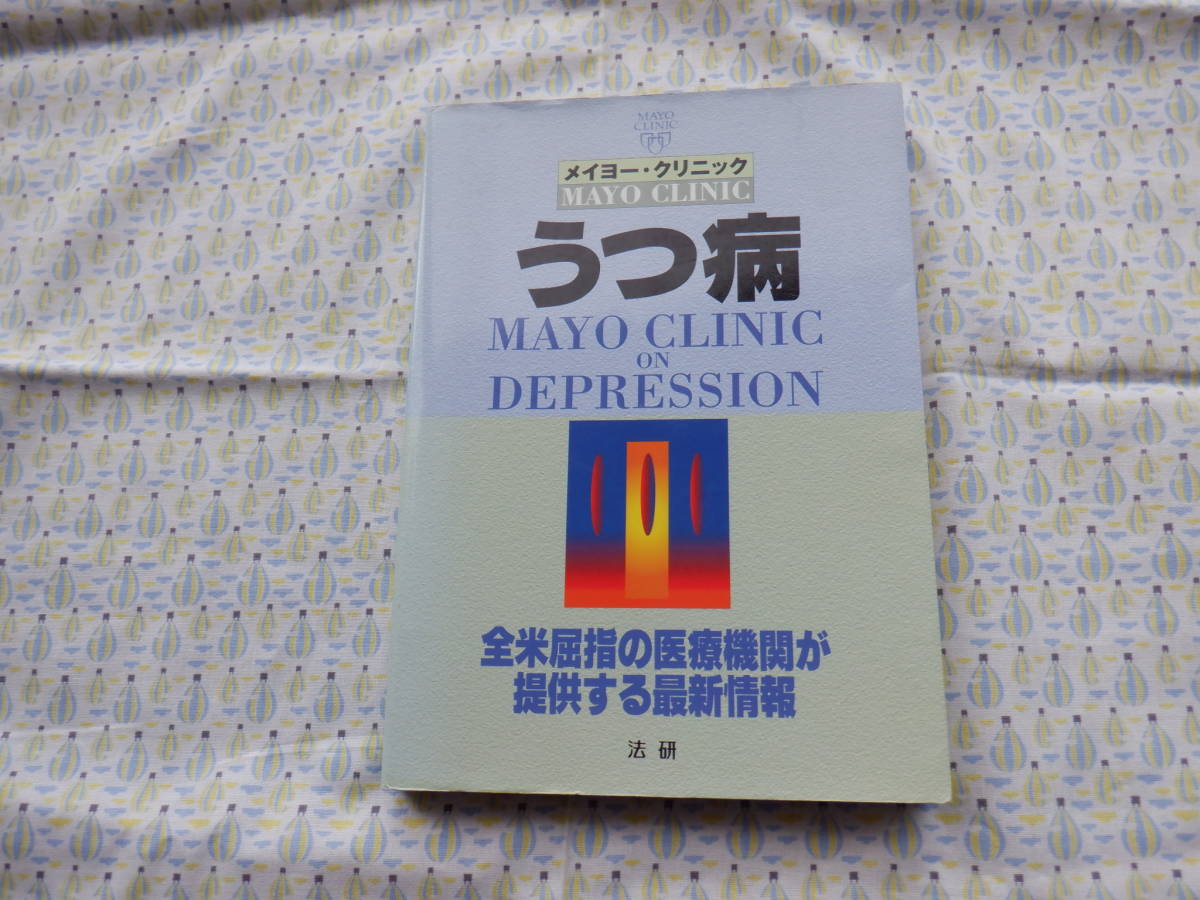 MAYO
CLINIC
メイヨー・クリニック
MAYO CLINIC
うつ病
MAYO CLINIC
ON
DEPRESSION
全米屈指の医療機関が
提供する最新情報
法研